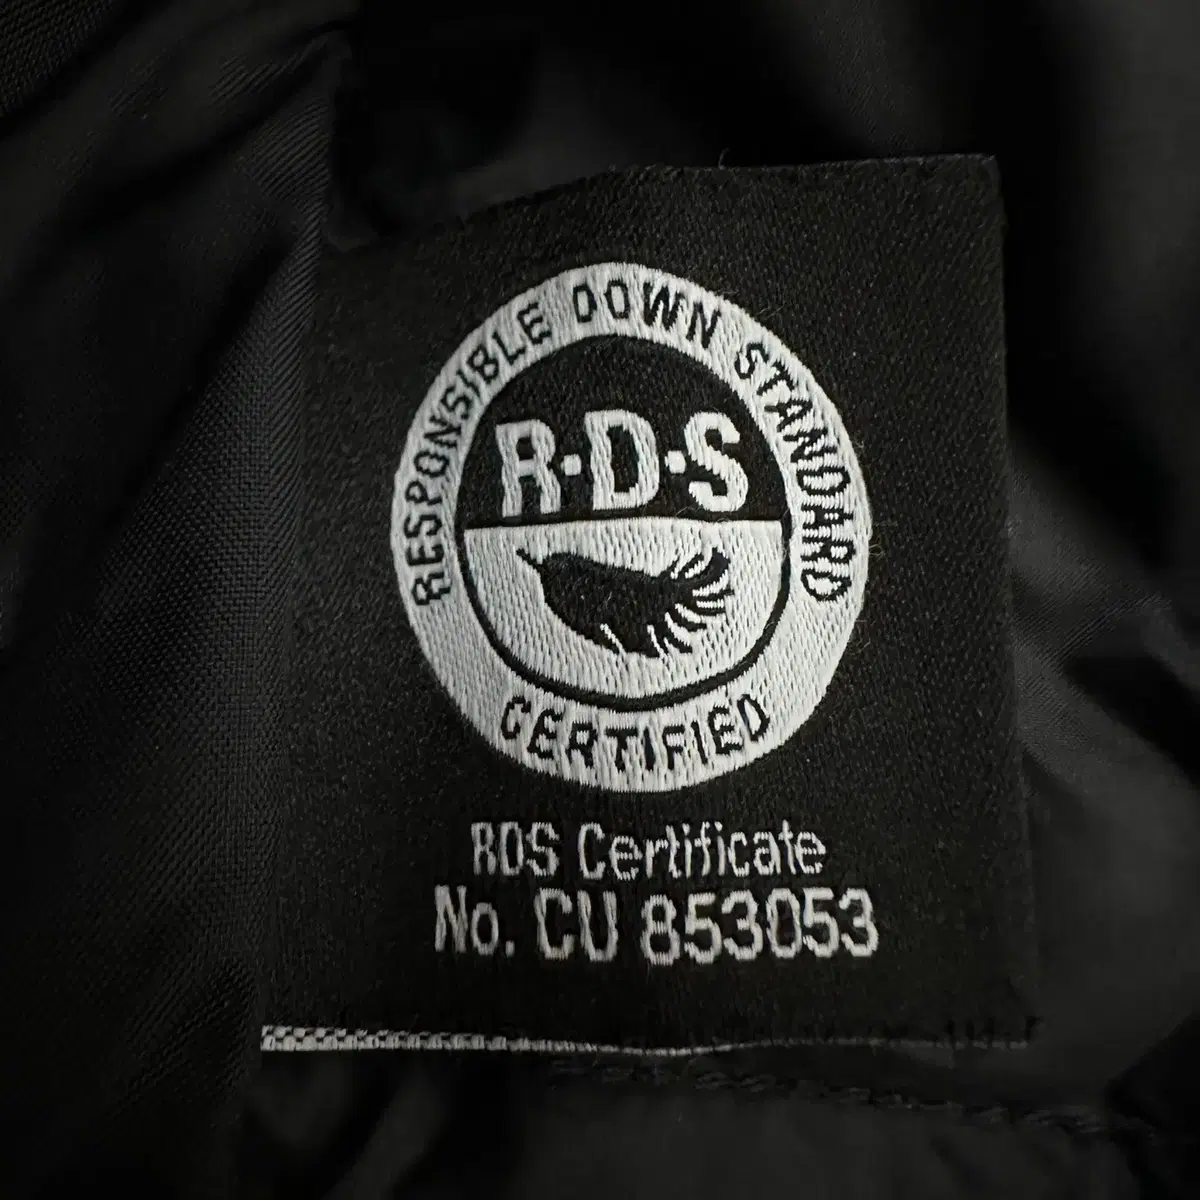 RESPONSIBLE DOWN STANDARD
R·D·S
CERTIFIED
RDS Certificate
No. CU 853053